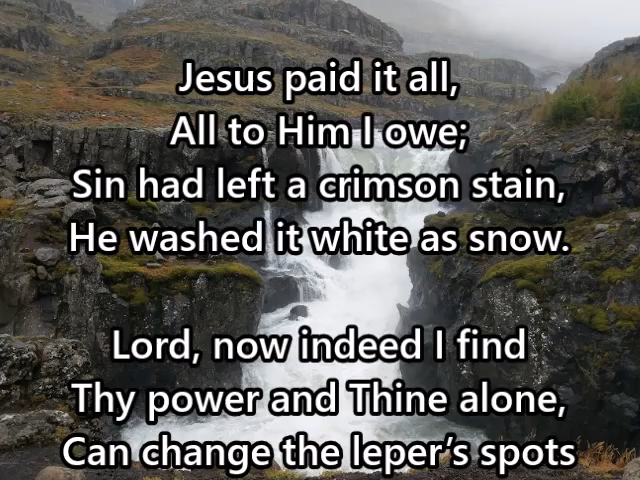 Jesus paid it all,
All to Him I owe;
Sin had left a crimson stain,
He washed it white as snow.
Lord, now indeed I find
Thy power and Thine alone,
Can change the leper’s spots